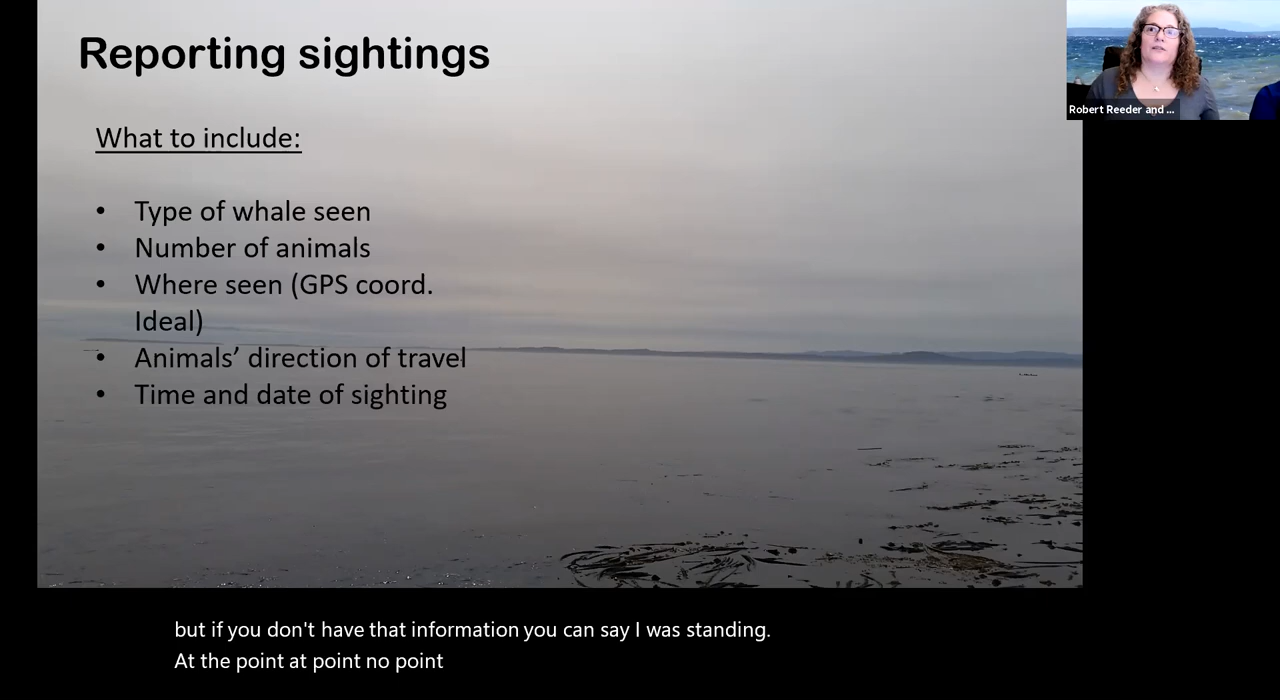 Reporting sightings
What to include:
• Type of whale seen
• Number of animals
• Where seen (GPS coord.
Ideal)
• Animals’ direction of travel
• Time and date of sighting
Robert Reeder and ...
but if you don't have that information you can say I was standing.
At the point at point no point